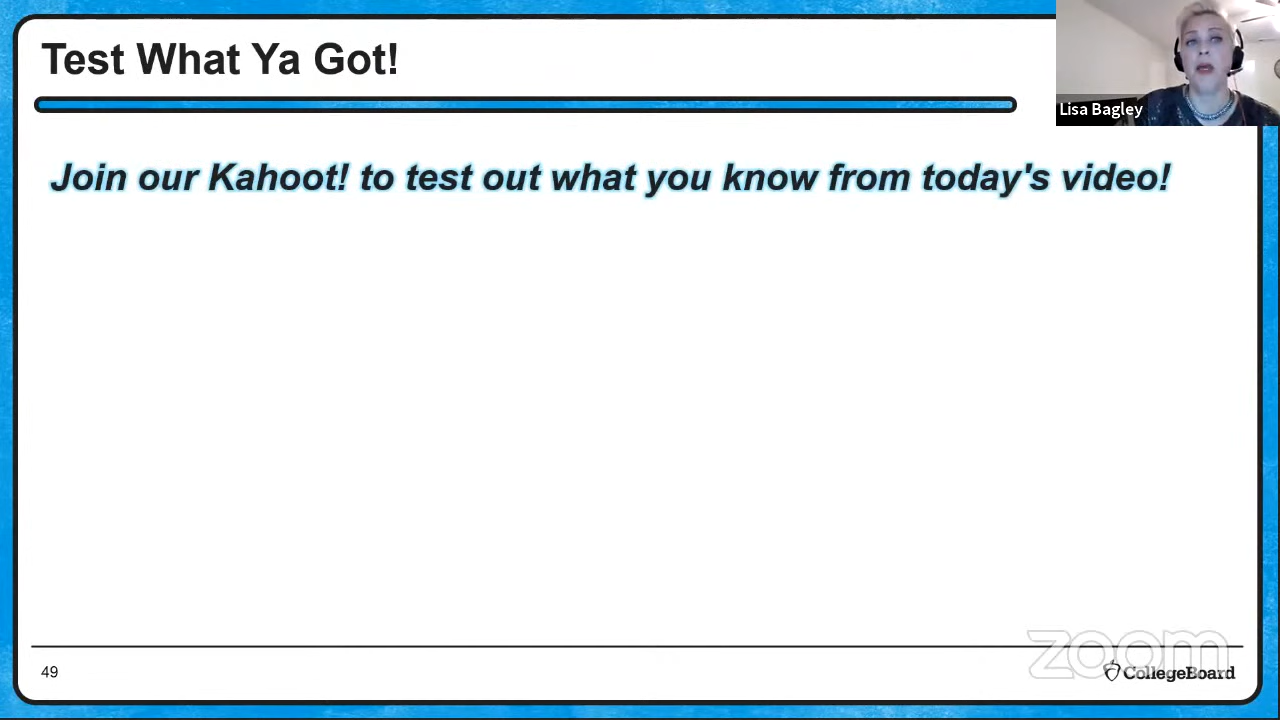 Test What Ya Got!
Lisa Bagley
Join our Kahoot! to test out what you know from today's video!
zoom
49
CollegeBoard